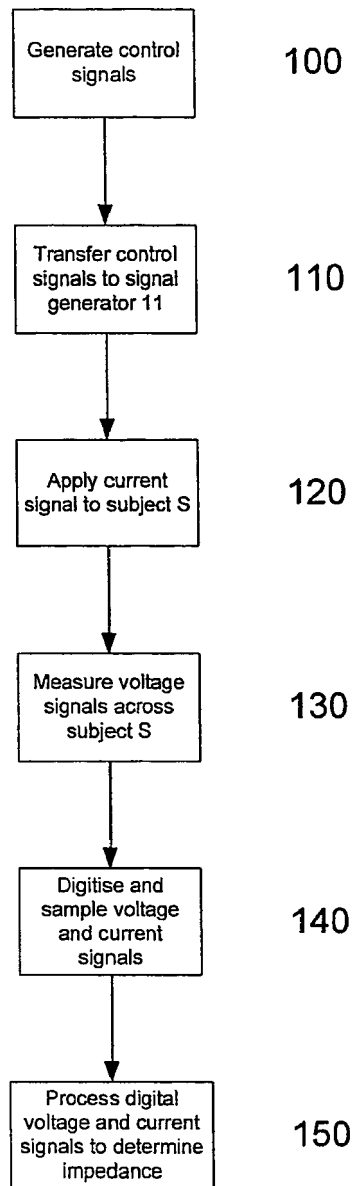 Generate control
signals
100
Transfer control
signals to signal
generator 11
110
Apply current
signal to subject S
120
Measure voltage
signals across
subject S
130
Digitise and
sample voltage
and current
signals
140
Process digital
voltage and current
signals to determine
impedance
150